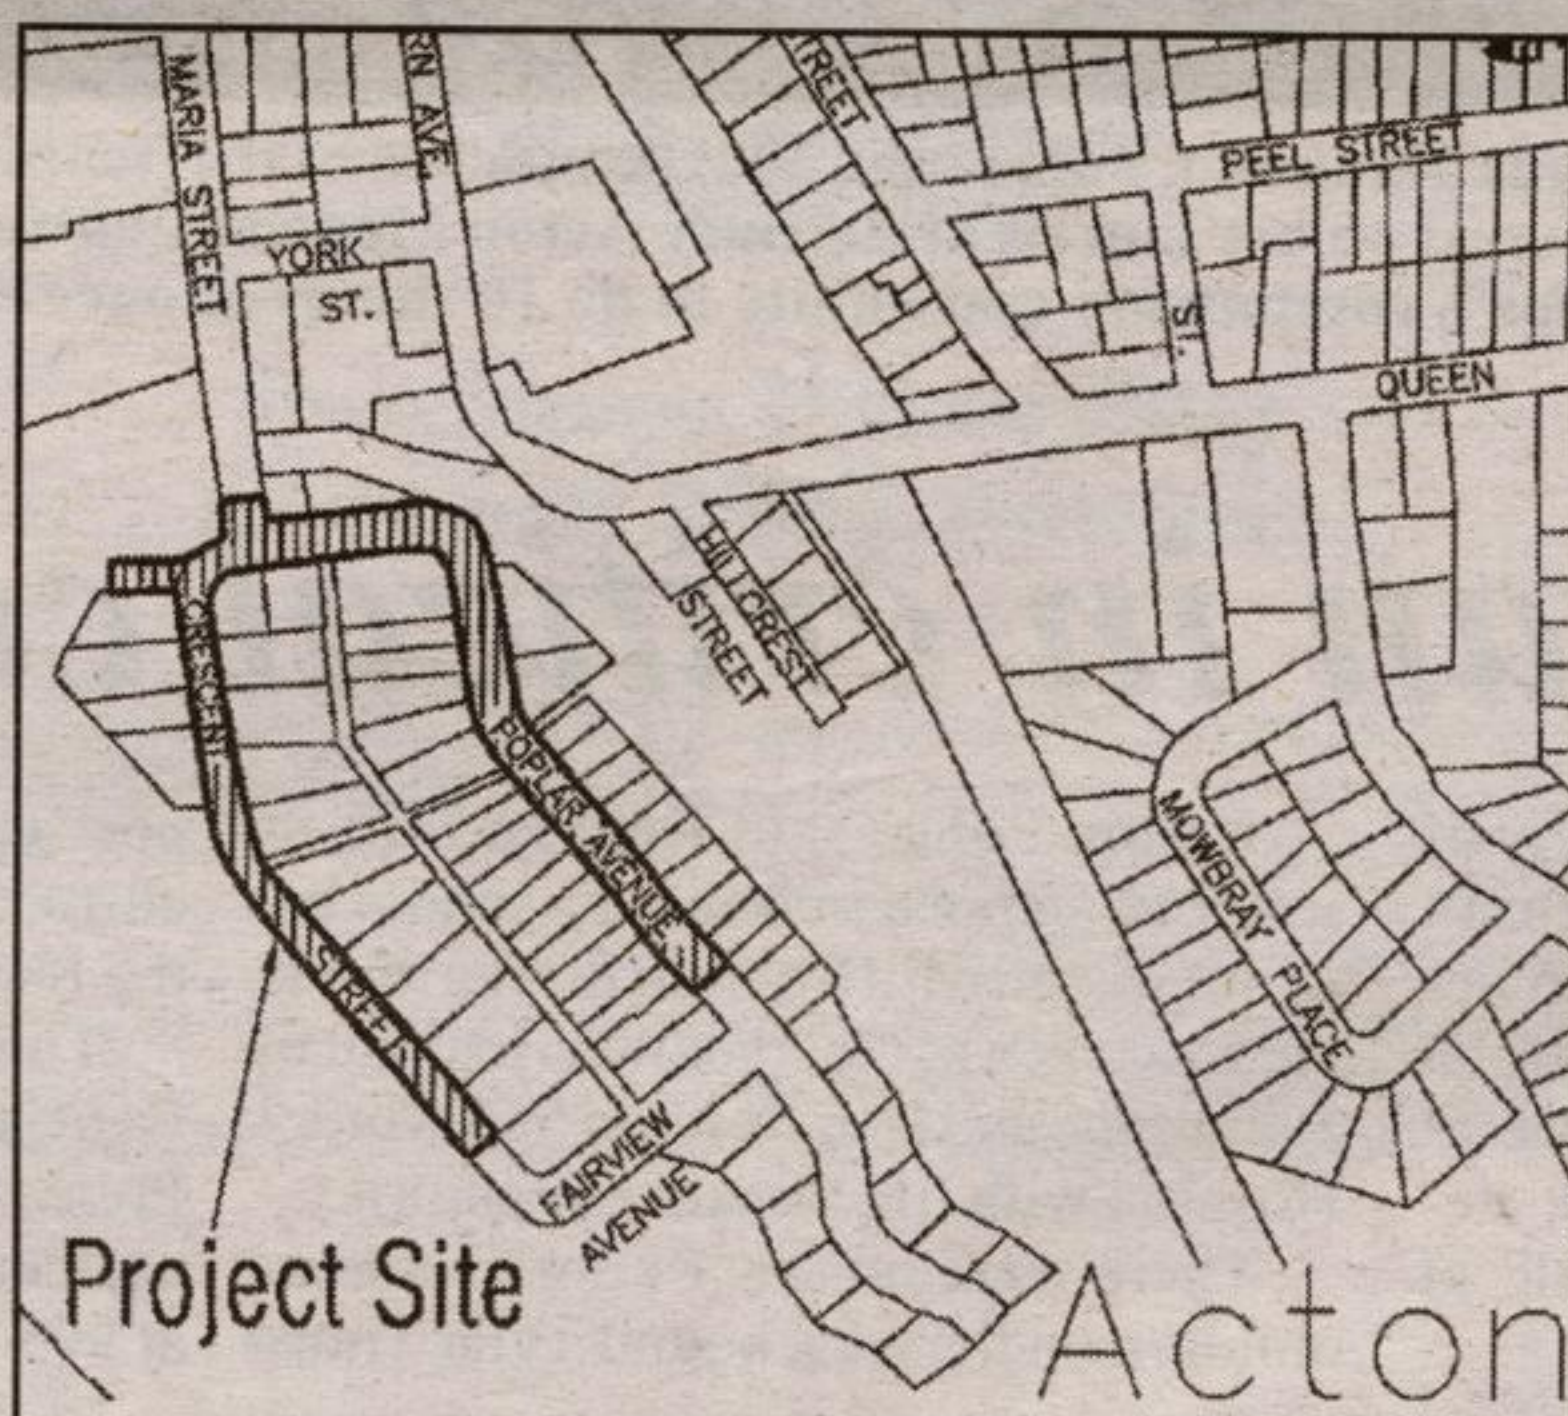 MARIA STREET
RN AVE.
TREET
PEEL STREET
YORK
ST.
ST.
QUEEN
HILLCREST
STREET
CRESCENT
STREET
POPLAR AVENUE
MOWBRAY PLACE
FAIRVIEW
AVENUE
Project Site
Acton